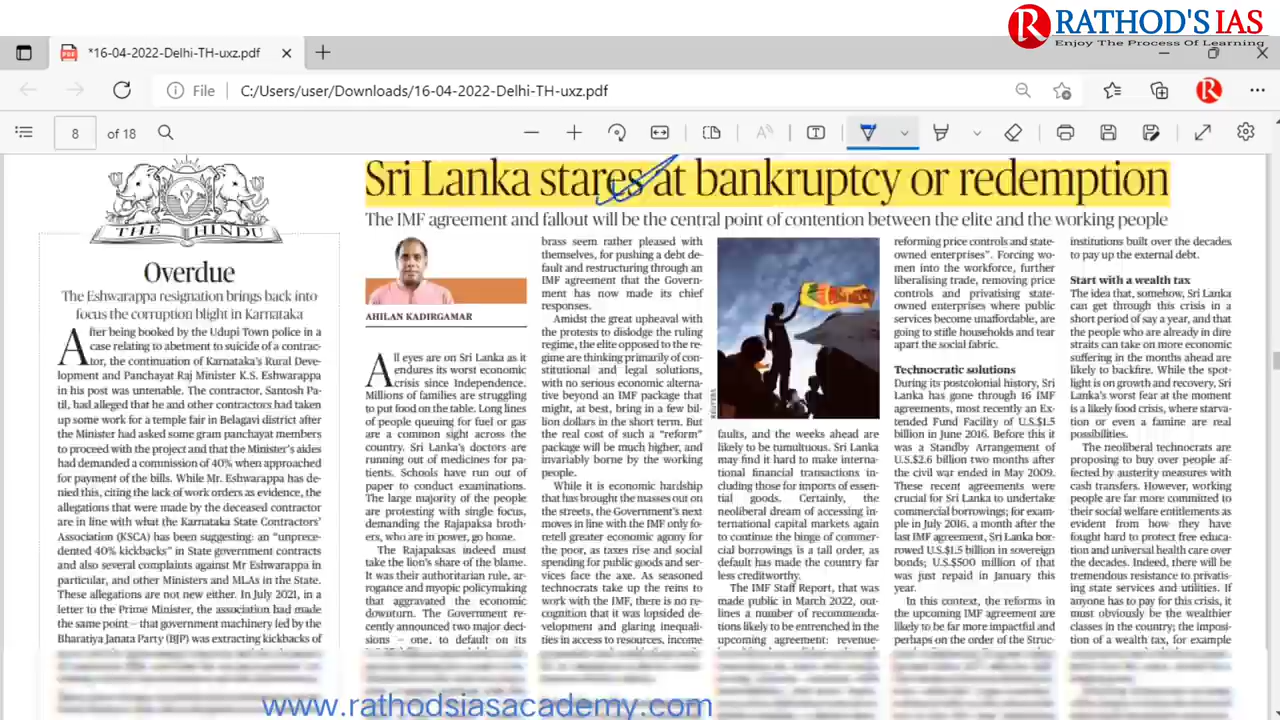 RATHOD'S IAS
Enjoy The Process Of Learning
*16-04-2022-Delhi-TH-uxz.pdf
File
C:/Users/user/Downloads/16-04-2022-Delhi-TH-uxz.pdf
8
of 18
THE HINDU
Overdue
The Eshwarappa resignation brings back into
focus the corruption blight in Karnataka
After being booked by the Udupi Town police in a
case relating to abetment to suicide of a contrac-
tor, the continuation of Karnataka's Rural Deve-
lopment and Panchayat Raj Minister K.S. Eshwarappa
in his post was untenable. The contractor, Santosh Pa-
til, had alleged that he and other contractors had taken
up some work for a temple fair in Belagavi district after
the Minister had asked some gram panchayat members
to proceed with the project and that the Minister's aides
had demanded a commission of 40% when approached
for payment of the bills. While Mr. Eshwarappa has de-
nied this, citing the lack of work orders as evidence, the
allegations that were made by the deceased contractor
are in line with what the Karnataka State Contractors'
Association (KSCA) has been suggesting: an "unprece-
dented 40% kickbacks" in State government contracts
and also several complaints against Mr Eshwarappa in
particular, and other Ministers and MLAs in the State.
These allegations are not new either. In July 2021, in a
letter to the Prime Minister, the association had made
the same point – that government machinery led by the
Bharatiya Janata Party (BJP) was extracting kickbacks of
Sri Lanka stares at bankruptcy or redemption
The IMF agreement and fallout will be the central point of contention between the elite and the working people
AHILAN KADIRGAMAR
All eyes are on Sri Lanka as it
endures its worst economic
crisis since Independence.
Millions of families are struggling
to put food on the table. Long lines
of people queuing for fuel or gas
are a common sight across the
country. Sri Lanka's doctors are
running out of medicines for pa-
tients. Schools have run out of
paper to conduct examinations.
The large majority of the people
are protesting with single focus,
demanding the Rajapaksa broth-
ers, who are in power, go home.
The Rajapaksas indeed must
take the lion's share of the blame.
It was their authoritarian rule, ar-
rogance and myopic policymaking
that aggravated the economic
downturn. The Government re-
cently announced two major deci-
sions – one, to default on its
brass seem rather pleased with
themselves, for pushing a debt de-
fault and restructuring through an
IMF agreement that the Govern-
ment has now made its chief
responses.
Amidst the great upheaval with
the protests to dislodge the ruling
regime, the elite opposed to the re-
gime are thinking primarily of con-
stitutional and legal solutions,
with no serious economic alterna-
tive beyond an IMF package that
might, at best, bring in a few bil-
lion dollars in the short term. But
the real cost of such a "reform"
package will be much higher, and
invariably borne by the working
people.
While it is economic hardship
that has brought the masses out on
the streets, the Government's next
moves in line with the IMF only fo-
retell greater economic agony for
the poor, as taxes rise and social
spending for public goods and ser-
vices face the axe. As seasoned
technocrats take up the reins to
work with the IMF, there is no re-
cognition that it was lopsided de-
velopment and glaring inequali-
ties in access to resources, income
REUTERS
faults, and the weeks ahead are
likely to be tumultuous. Sri Lanka
may find it hard to make interna-
tional financial transactions in-
cluding those for imports of essen-
tial goods. Certainly, the
neoliberal dream of accessing in-
ternational capital markets again
to continue the binge of commer-
cial borrowings is a tall order, as
default has made the country far
less creditworthy.
The IMF Staff Report, that was
made public in March 2022, out-
lines a number of recommenda-
tions likely to be entrenched in the
upcoming agreement: revenue-
reforming price controls and state-
owned enterprises". Forcing wo-
men into the workforce, further
liberalising trade, removing price
controls and privatising state-
owned enterprises where public
services become unaffordable, are
going to stifle households and tear
apart the social fabric.
Technocratic solutions
During its postcolonial history, Sri
Lanka has gone through 16 IMF
agreements, most recently an Ex-
tended Fund Facility of U.S.$1.5
billion in June 2016. Before this it
was a Standby Arrangement of
U.S.$2.6 billion two months after
the civil war ended in May 2009.
These recent agreements were
crucial for Sri Lanka to undertake
commercial borrowings; for exam-
ple in July 2016, a month after the
last IMF agreement, Sri Lanka bor-
rowed U.S.$1.5 billion in sovereign
bonds; U.S.$500 million of that
was just repaid in January this
year.
In this context, the reforms in
the upcoming IMF agreement are
likely to be far more impactful and
perhaps on the order of the Struc-
institutions built over the decades
to pay up the external debt.
Start with a wealth tax
The idea that, somehow, Sri Lanka
can get through this crisis in a
short period of say a year, and that
the people who are already in dire
straits can take on more economic
suffering in the months ahead are
likely to backfire. While the spot-
light is on growth and recovery, Sri
Lanka's worst fear at the moment
is a likely food crisis, where starva-
tion or even a famine are real
possibilities.
The neoliberal technocrats are
proposing to buy over people af-
fected by austerity measures with
cash transfers. However, working
people are far more committed to
their social welfare entitlements as
evident from how they have
fought hard to protect free educa-
tion and universal health care over
the decades. Indeed, there will be
tremendous resistance to privatis-
ing state services and utilities. If
anyone has to pay for this crisis, it
must obviously be the wealthier
classes in the country; the imposi-
tion of a wealth tax, for example
www.rathodsiasacademy.com